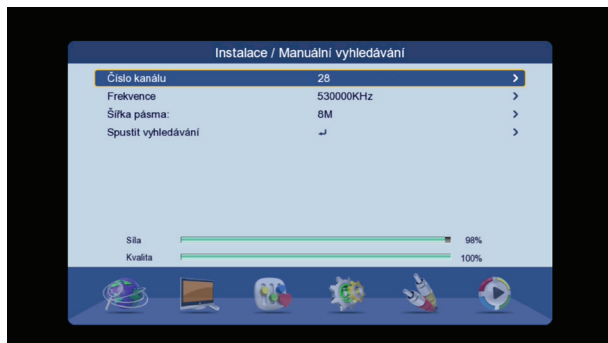 Instalace / Manuální vyhledávání
Číslo kanálu 28
Frekvence 530000KHz
Šířka pásma: 8M
Spustit vyhledávání
Síla 98%
Kvalita 100%